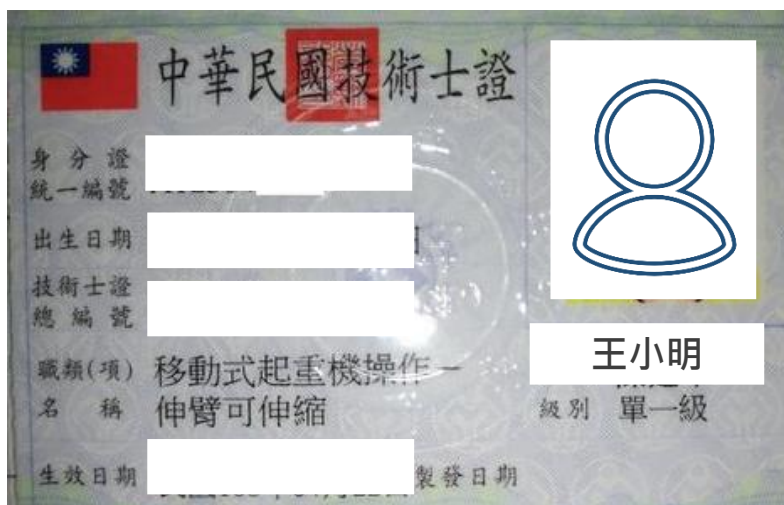 中華民國技術士證
身分證
統一編號
出生日期
技術士證
總編號
職類(項) 移動式起重機操作－
名稱 伸臂可伸缩
王小明
級別 單一級
生效日期
製發日期